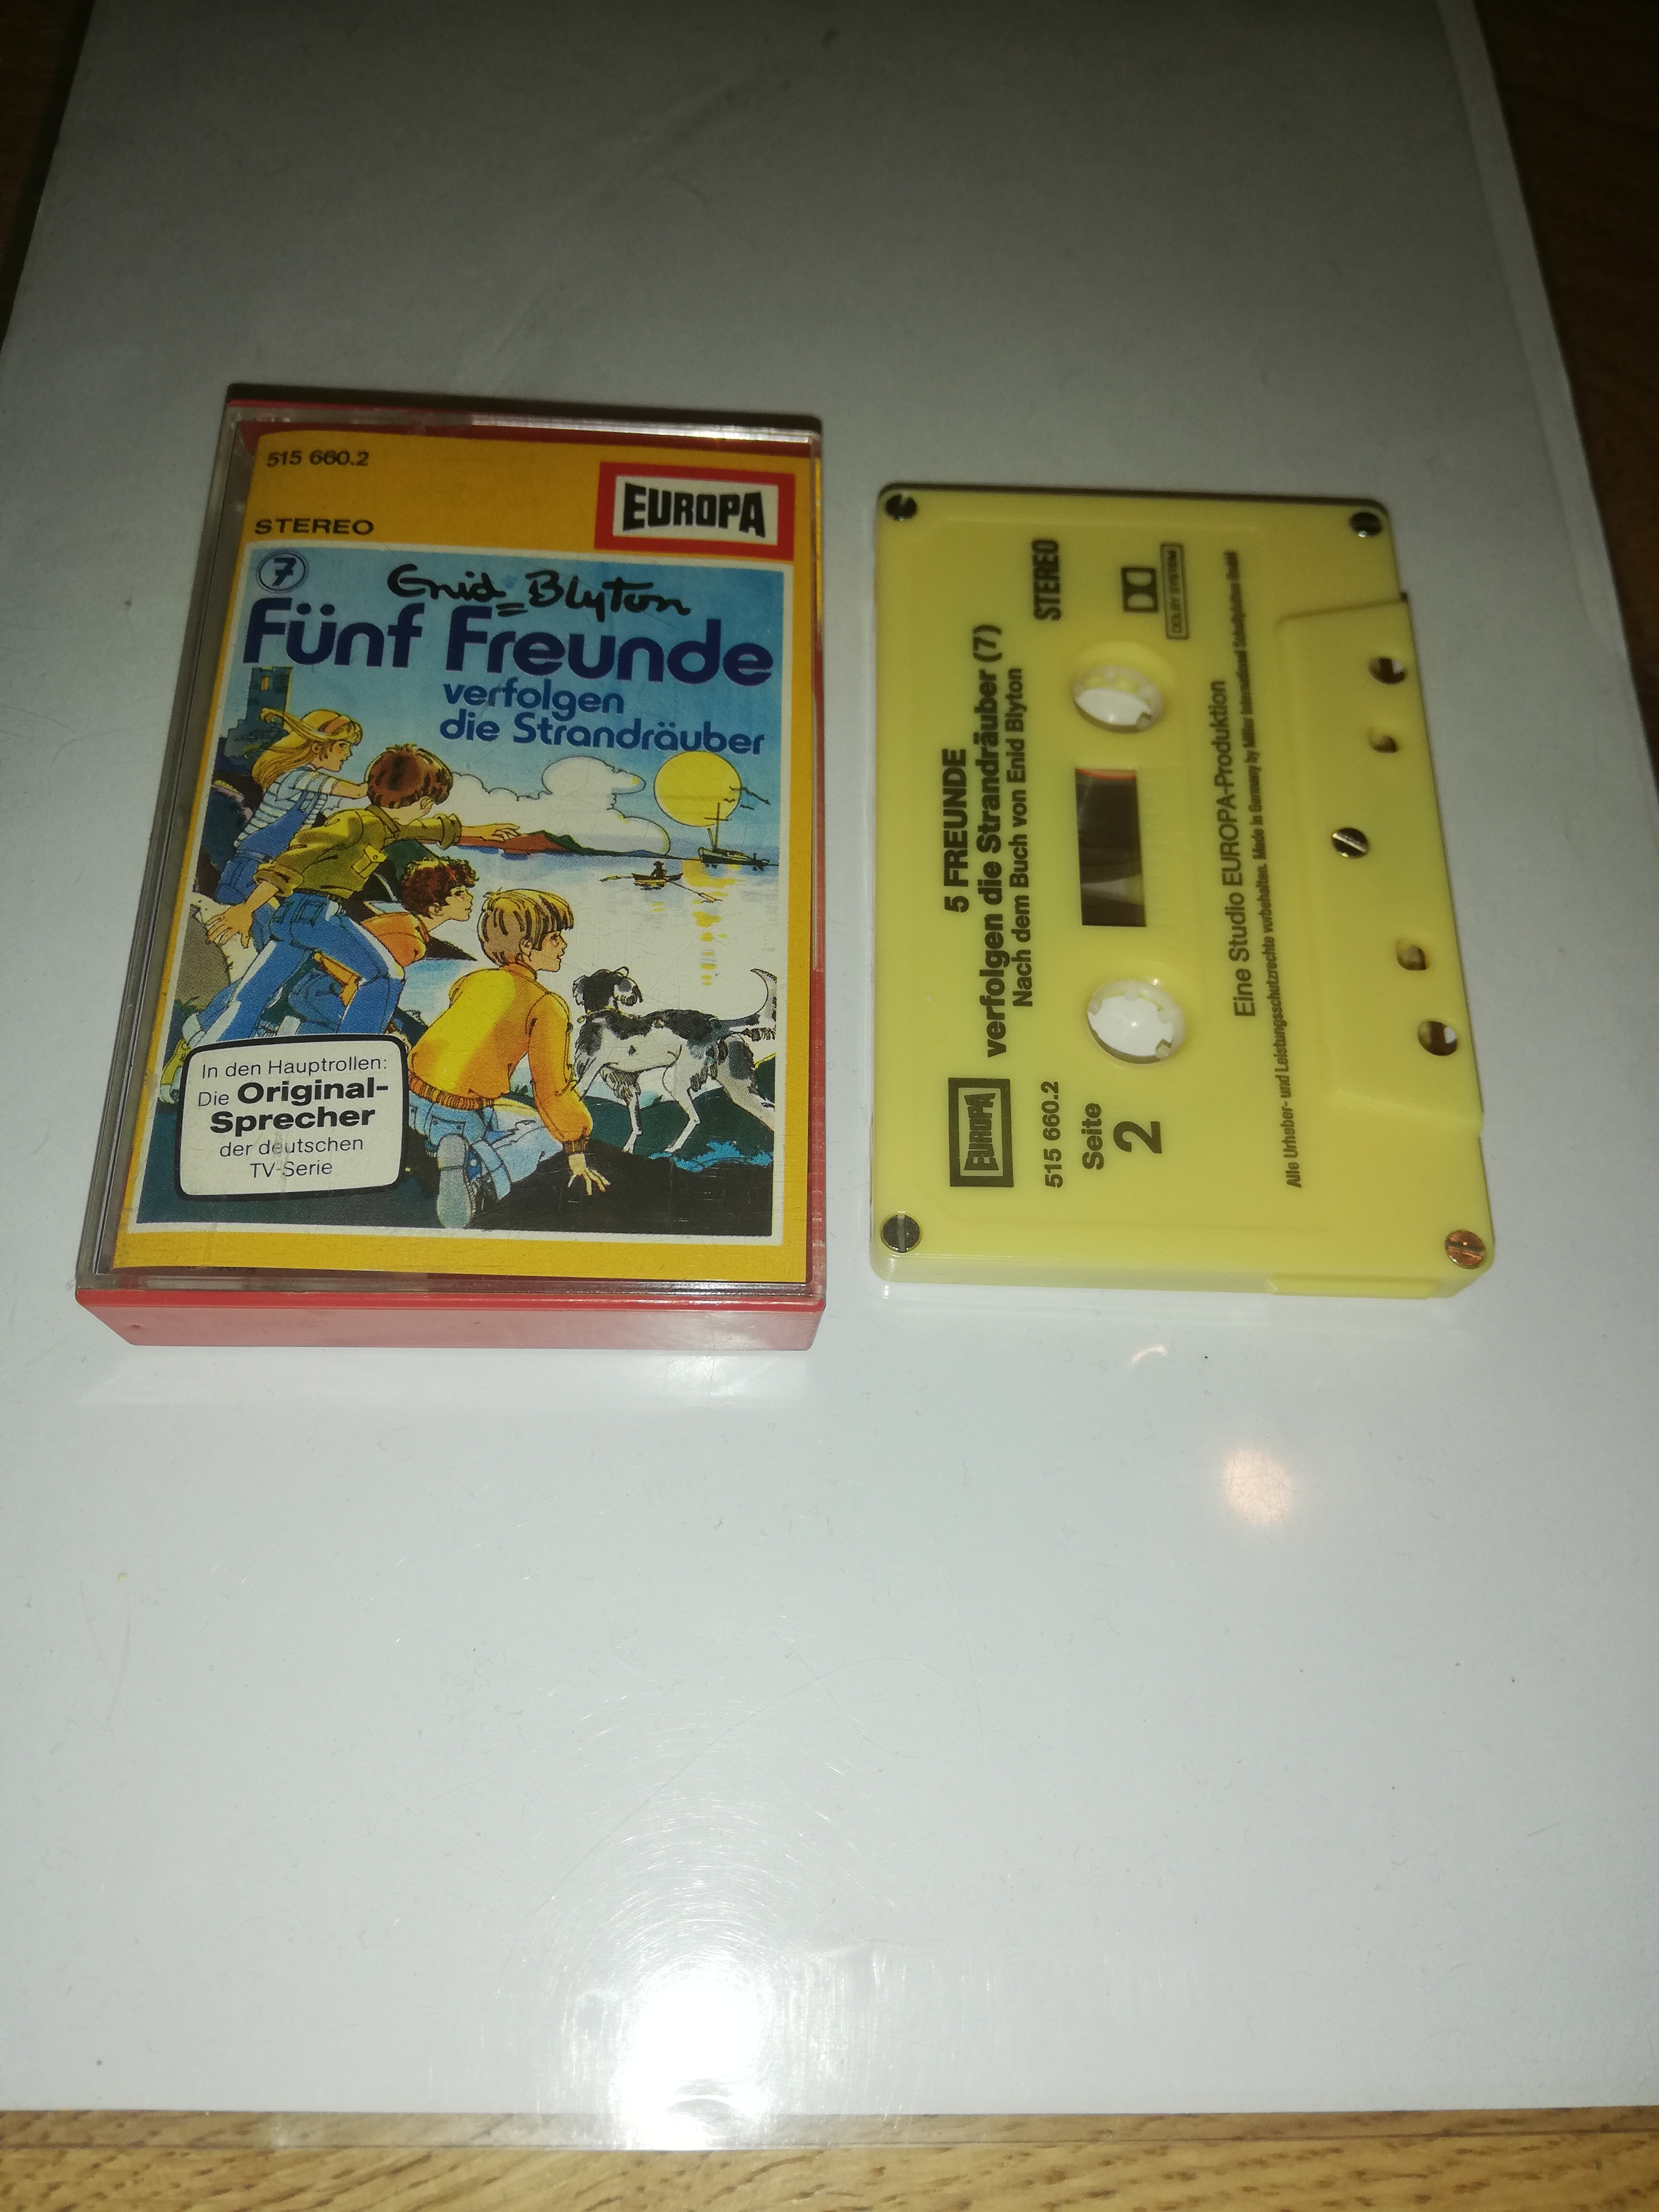 515 660.2
STEREO
EUROPA
7
Enid Blyton
Fünf Freunde
verfolgen
die Strandräuber
In den Hauptrollen:
Die Original-
Sprecher
der deutschen
TV-Serie
5 FREUNDE
verfolgen die Strandräuber (7)
Nach dem Buch von Enid Blyton
STEREO
DOLBY SYSTEM
EUROPA
515 660.2
Seite
2
Eine Studio EUROPA-Produktion
Alle Urheber- und Leistungsschutzrechte vorbehalten. Made in Germany by Miller International Schallplatten GmbH